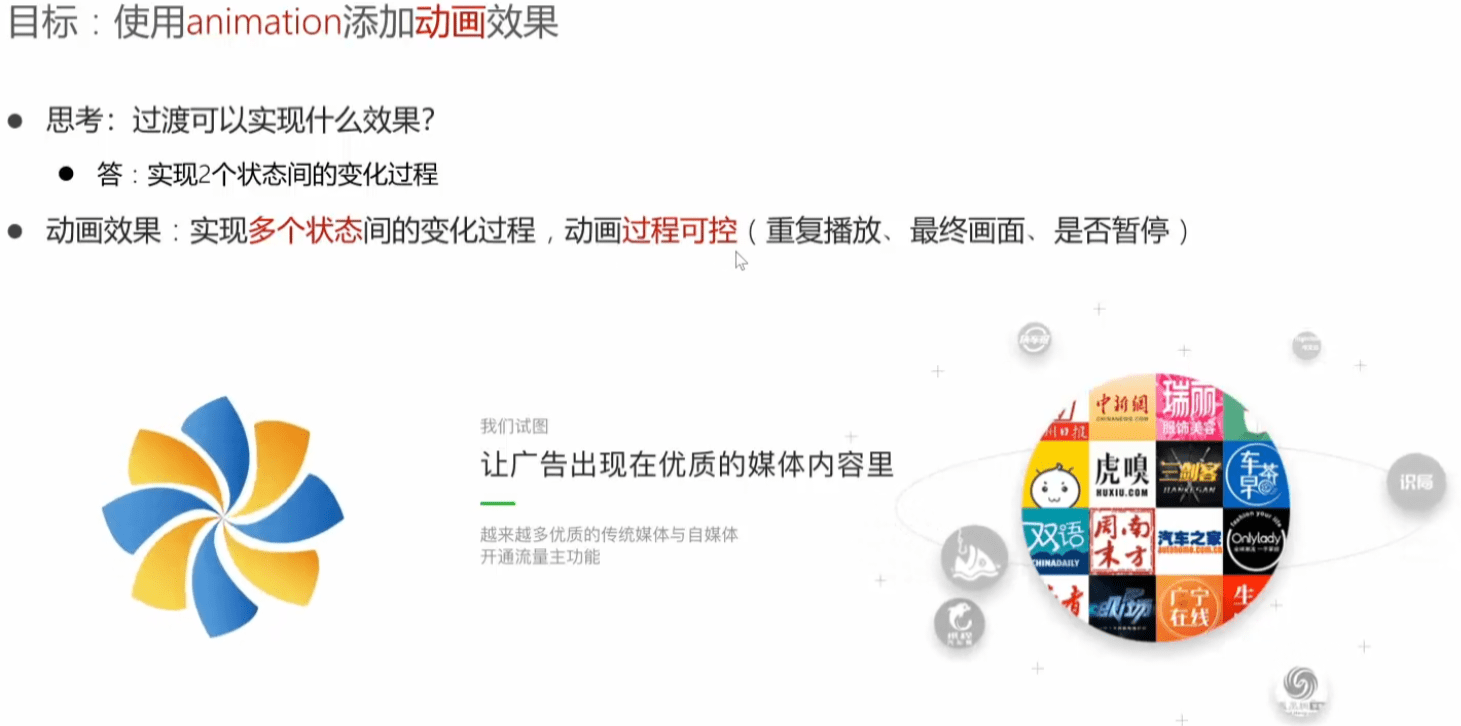 目标：使用animation添加动画效果
思考：过渡可以实现什么效果？
答：实现2个状态间的变化过程
动画效果：实现多个状态间的变化过程，动画过程可控（重复播放、最终画面、是否暂停）
我们试图
让广告出现在优质的媒体内容里
越来越多优质的传统媒体与自媒体
开通流量主功能
中新網
CHINANEWS.COM
瑞丽
服饰美容
州日报
虎嗅
HUXIU.COM
三剑客
JIANKEGAN
车茶
早@
识局
双语
CHINADAILY
周南
末方
汽车之家
autohome.com.cn
fashion your life
Onlylady
广宁
在线
生